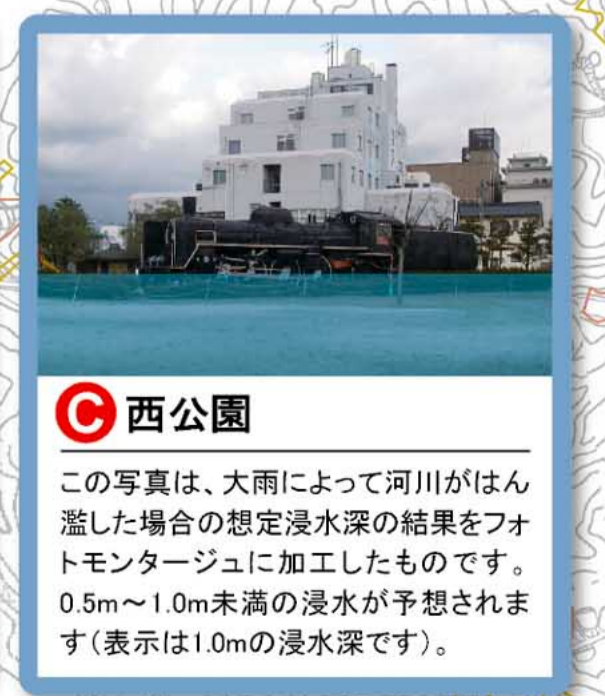 C 西公園
この写真は、大雨によって河川がはん
濫した場合の想定浸水深の結果をフォ
トモンタージュに加工したものです。
0.5m～1.0m未満の浸水が予想されま
す（表示は1.0mの浸水深です）。